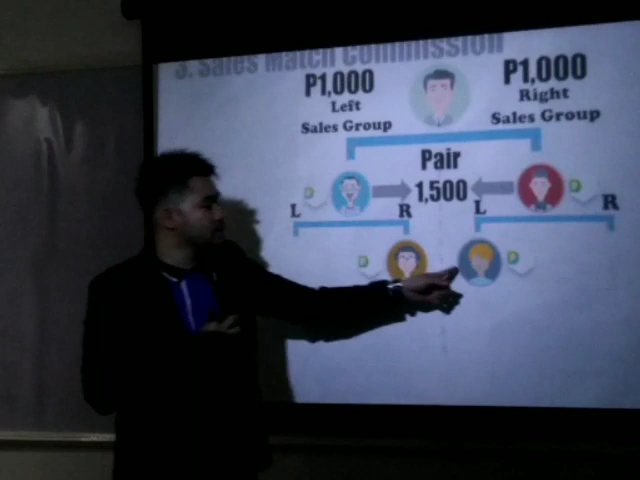 3. Sales Match Commission
P1,000
Left
Sales Group
P1,000
Right
Sales Group
Pair
1,500
D
D
L
R
L
R
D
D